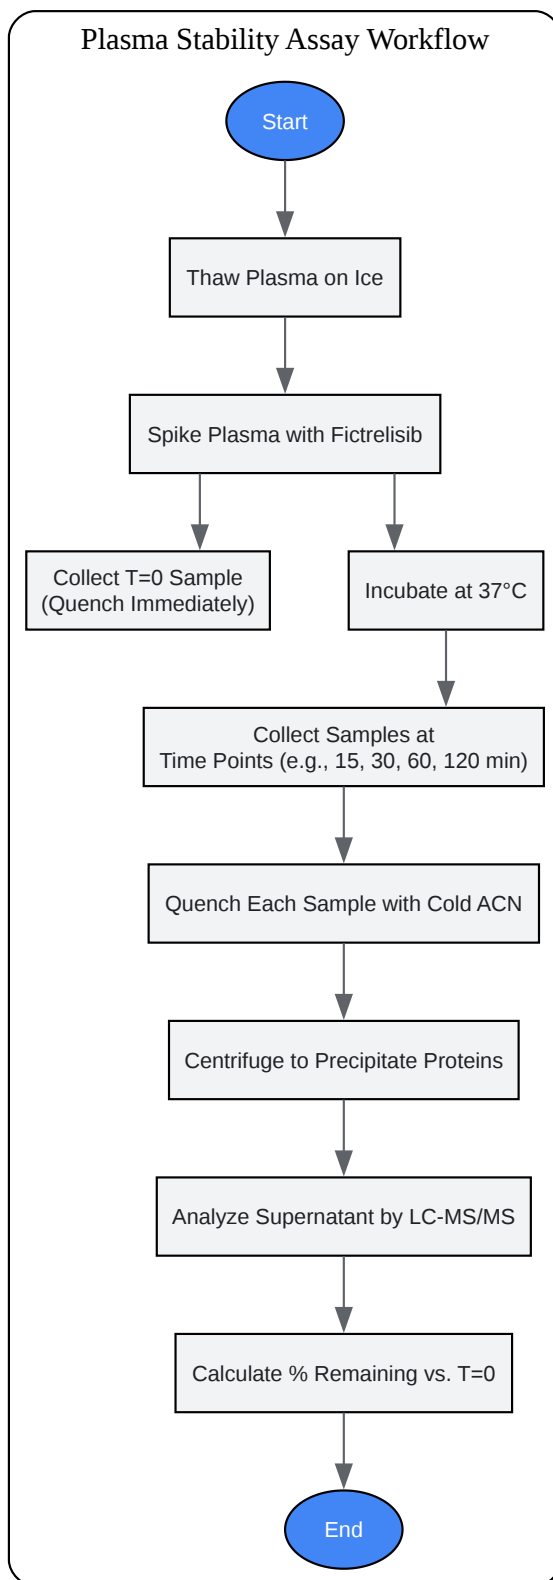 Plasma Stability Assay Workflow
Start
Thaw Plasma on Ice
Spike Plasma with Fictrelisib
Collect T=0 Sample
(Quench Immediately)
Incubate at 37°C
Collect Samples at
Time Points (e.g., 15, 30, 60, 120 min)
Quench Each Sample with Cold ACN
Centrifuge to Precipitate Proteins
Analyze Supernatant by LC-MS/MS
Calculate % Remaining vs. T=0
End